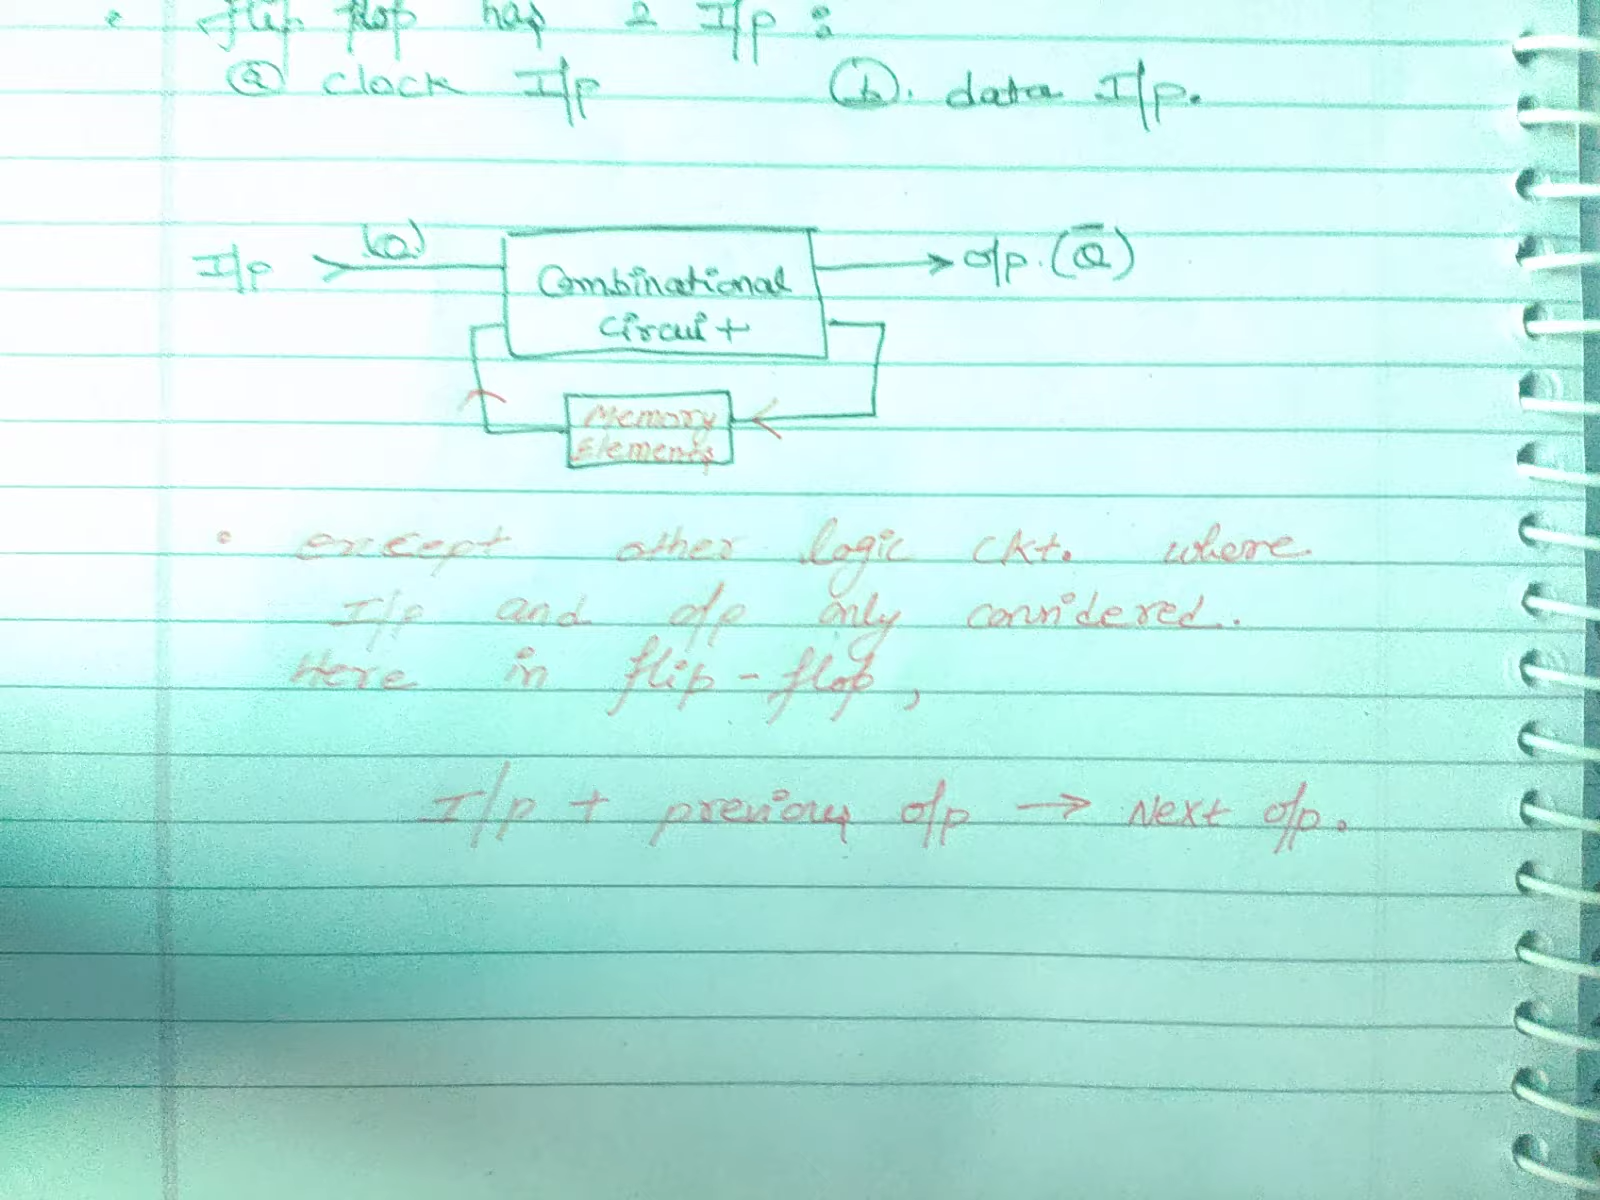 • flip flop has 2 I/p :
ⓐ clock I/p ⓑ. data I/p.
I/p (Q) Combinational o/p. (Q̅)
circuit
Memory
Elements
• except other logic ckt. where
I/p and o/p only considered.
Here in flip-flop,
I/p + previous o/p → Next o/p.